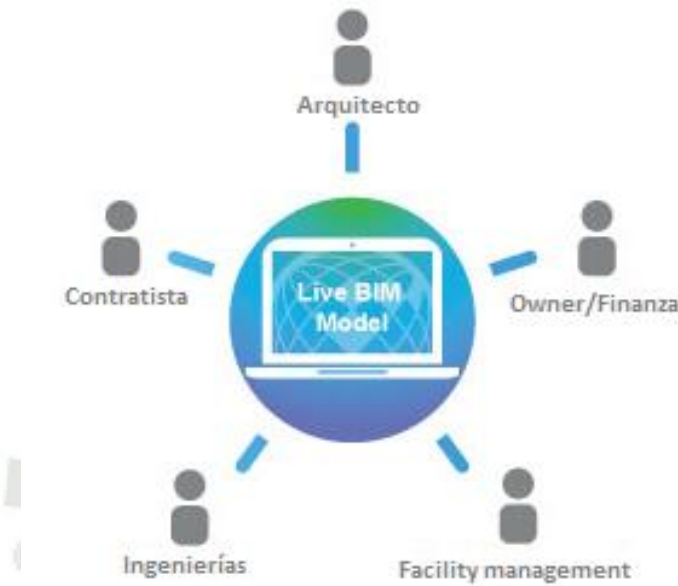 Arquitecto
Contratista
Live BIM
Model
Owner/Finanza
Ingenierías
Facility management